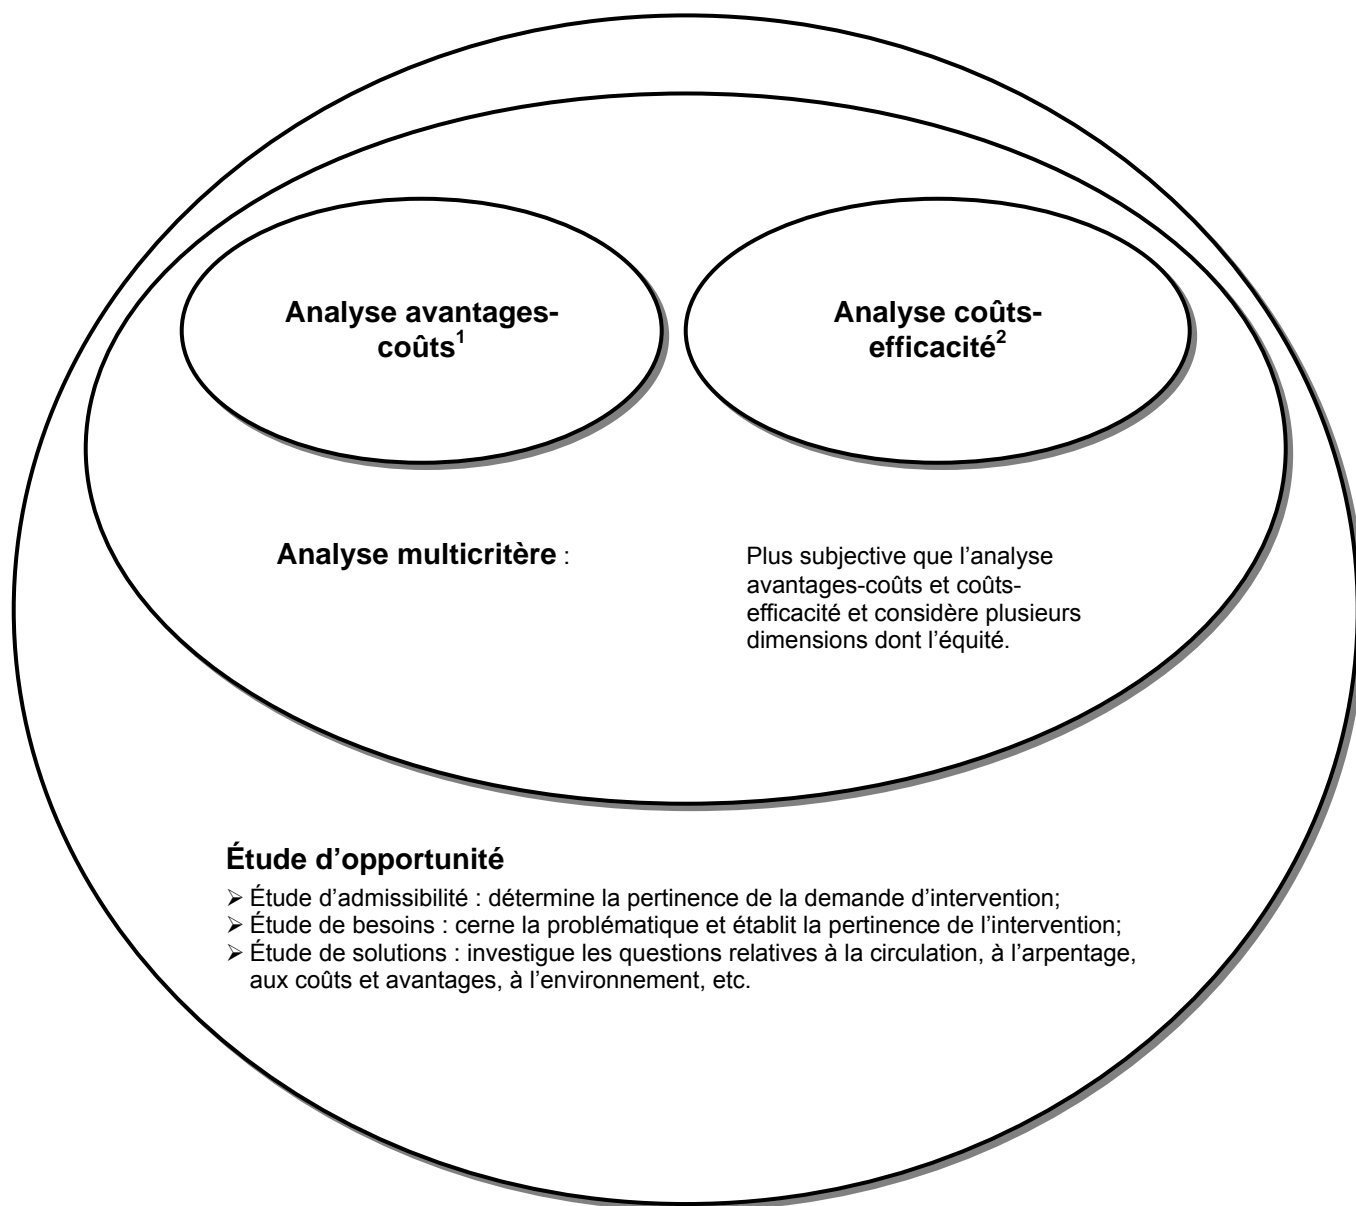 Analyse avantages-
coûts¹
Analyse coûts-
efficacité²
Analyse multicritère :
Plus subjective que l’analyse
avantages-coûts et coûts-
efficacité et considère plusieurs
dimensions dont l’équité.
Étude d’opportunité
➢ Étude d’admissibilité : détermine la pertinence de la demande d’intervention;
➢ Étude de besoins : cerne la problématique et établit la pertinence de l’intervention;
➢ Étude de solutions : investigue les questions relatives à la circulation, à l’arpentage,
aux coûts et avantages, à l’environnement, etc.